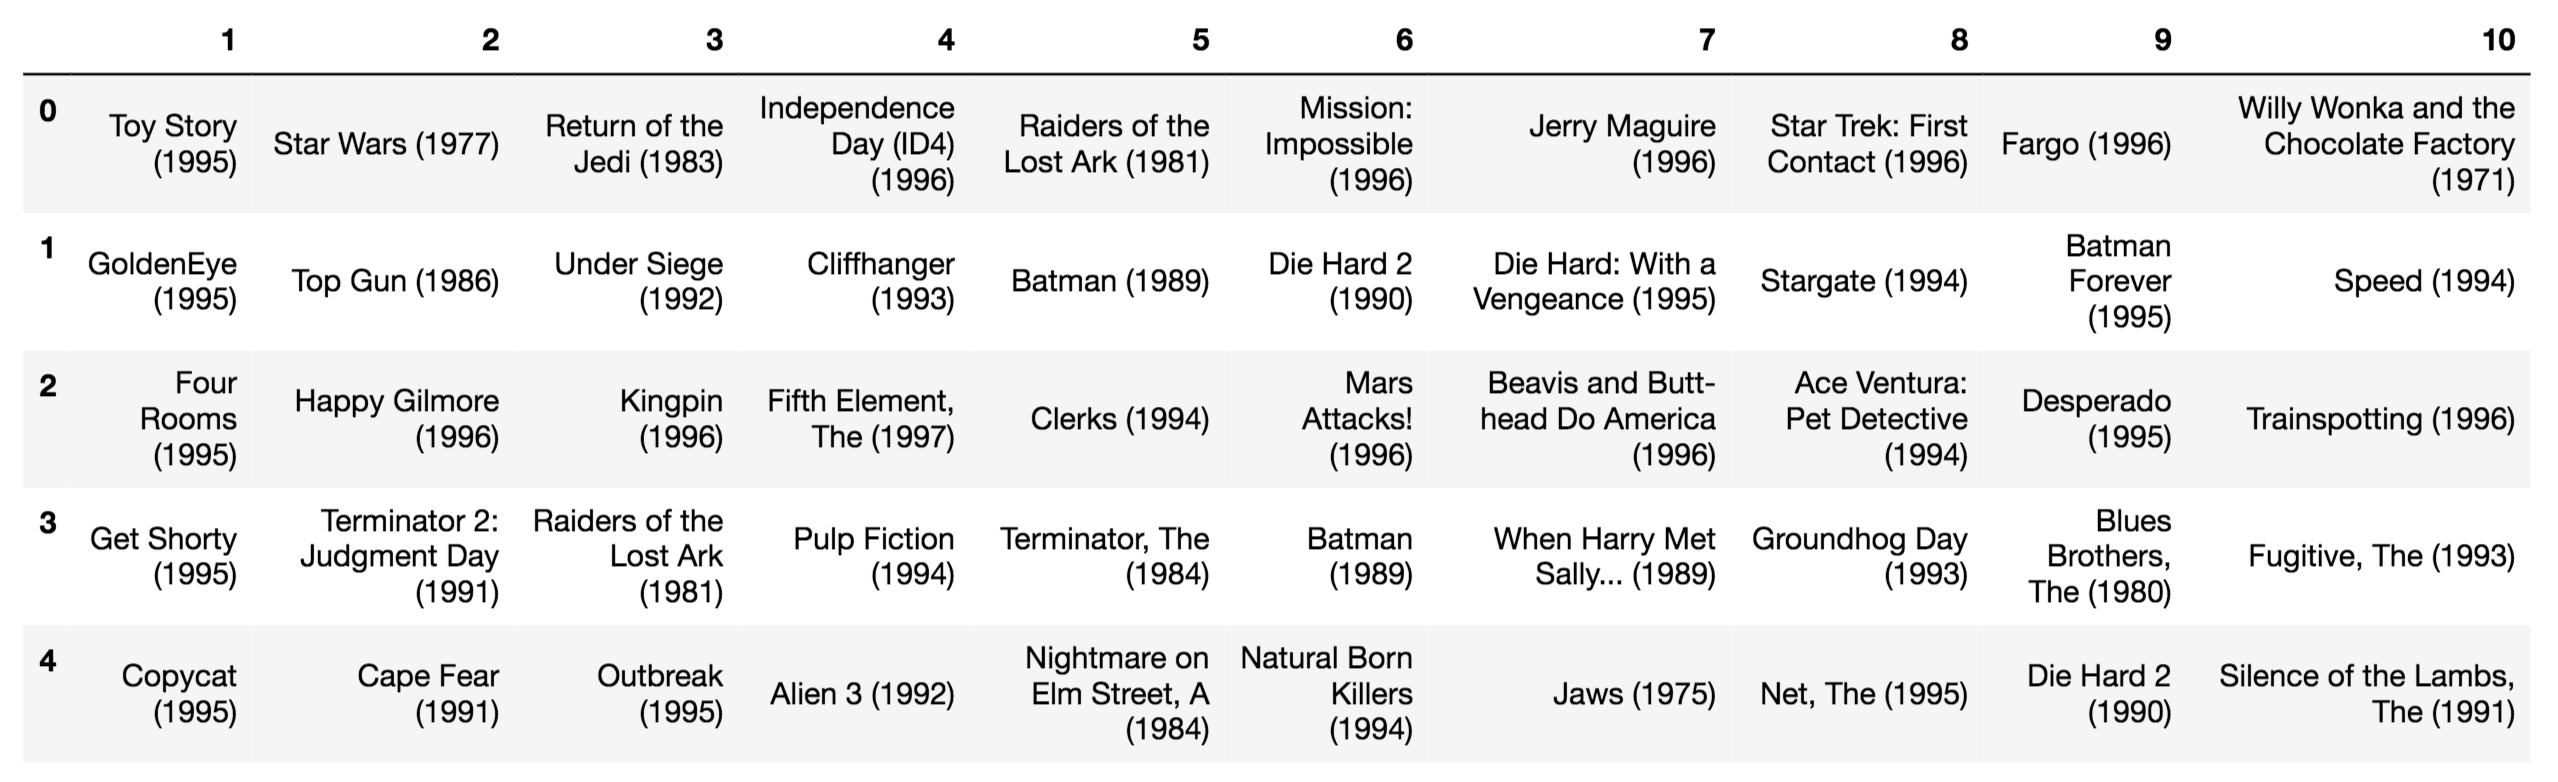 1 2 3 4 5 6 7 8 9 10
0 Toy Story (1995) Star Wars (1977) Return of the Jedi (1983) Independence Day (ID4) (1996) Raiders of the Lost Ark (1981) Mission: Impossible (1996) Jerry Maguire (1996) Star Trek: First Contact (1996) Fargo (1996) Willy Wonka and the Chocolate Factory (1971)
1 GoldenEye (1995) Top Gun (1986) Under Siege (1992) Cliffhanger (1993) Batman (1989) Die Hard 2 (1990) Die Hard: With a Vengeance (1995) Stargate (1994) Batman Forever (1995) Speed (1994)
2 Four Rooms (1995) Happy Gilmore (1996) Kingpin (1996) Fifth Element, The (1997) Clerks (1994) Mars Attacks! (1996) Beavis and Butt-head Do America (1996) Ace Ventura: Pet Detective (1994) Desperado (1995) Trainspotting (1996)
3 Get Shorty (1995) Terminator 2: Judgment Day (1991) Raiders of the Lost Ark (1981) Pulp Fiction (1994) Terminator, The (1984) Batman (1989) When Harry Met Sally... (1989) Groundhog Day (1993) Blues Brothers, The (1980) Fugitive, The (1993)
4 Copycat (1995) Cape Fear (1991) Outbreak (1995) Alien 3 (1992) Nightmare on Elm Street, A (1984) Natural Born Killers (1994) Jaws (1975) Net, The (1995) Die Hard 2 (1990) Silence of the Lambs, The (1991)